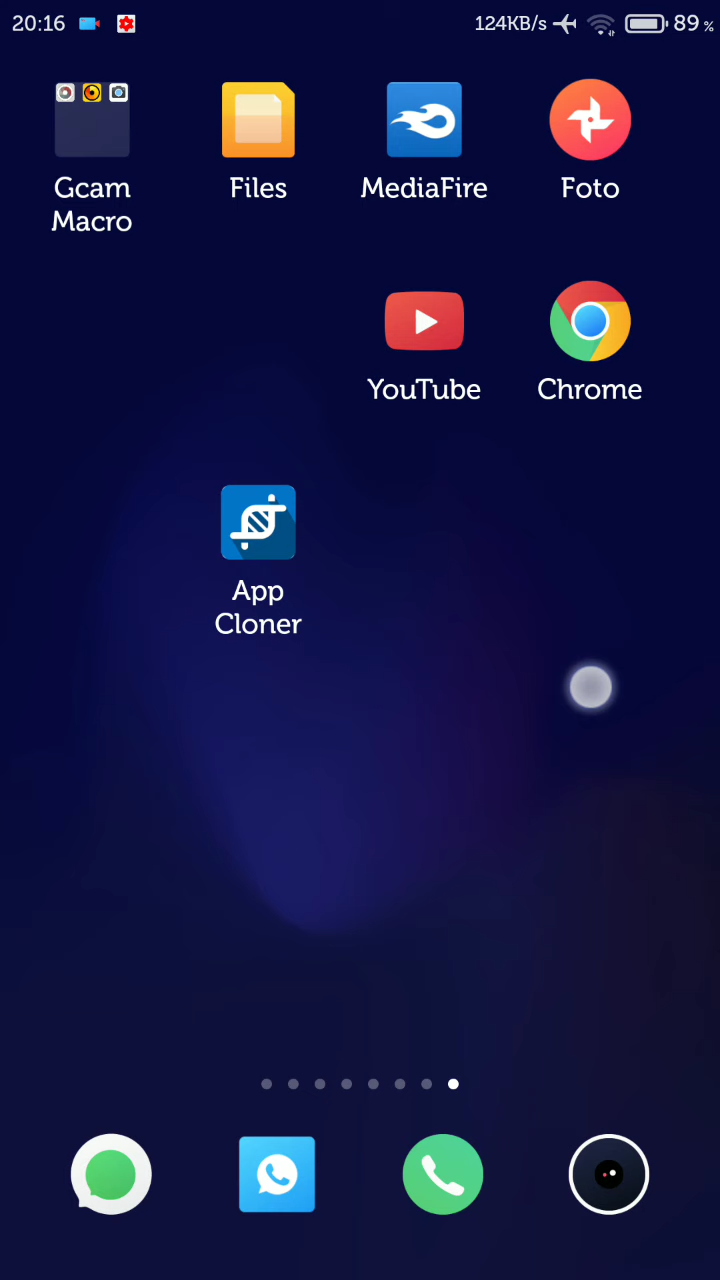 20:16 124KB/s 89 %
Gcam Files MediaFire Foto
Macro
YouTube Chrome
App
Cloner